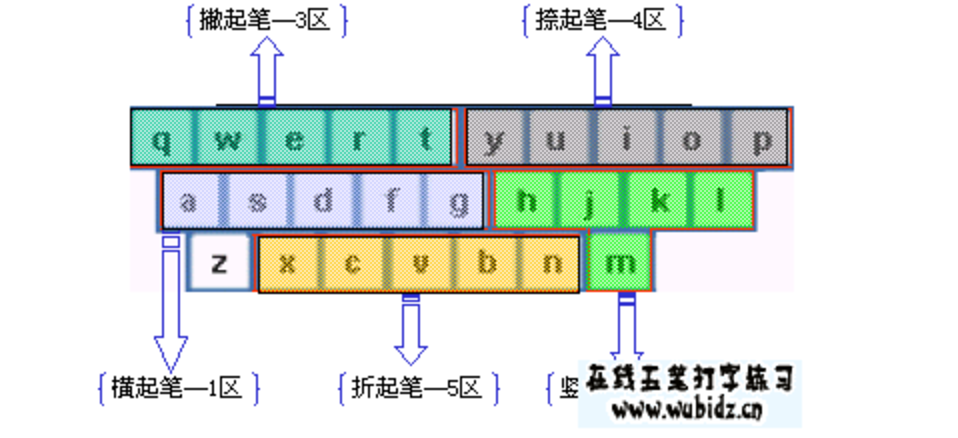 撇起笔—3区 捺起笔—4区
q w e r t y u i o p
a s d f g h j k l
z x c v b n m
横起笔—1区 折起笔—5区 竖
在线五笔打字练习
www.wubidz.cn